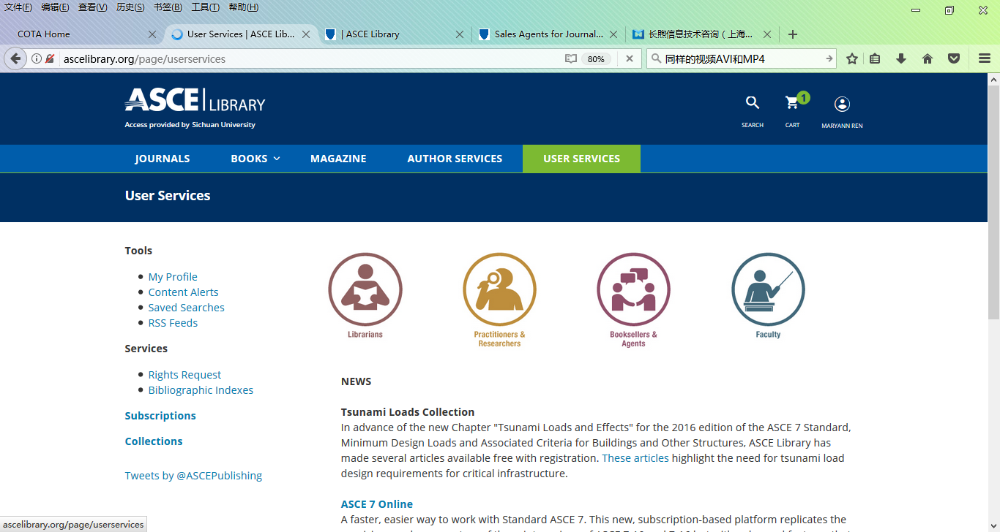 文件(F) 编辑(E) 查看(V) 历史(S) 书签(B) 工具(T) 帮助(H)
COTA Home
User Services | ASCE Lib...
| ASCE Library
Sales Agents for Journal...
长煦信息技术咨询（上海...
ascelibrary.org/page/userservices
80%
同样的视频AVI和MP4
ASCE LIBRARY
Access provided by Sichuan University
SEARCH
1
CART
MARYANN REN
JOURNALS BOOKS MAGAZINE AUTHOR SERVICES USER SERVICES
User Services
Tools
My Profile
Content Alerts
Saved Searches
RSS Feeds
Services
Rights Request
Bibliographic Indexes
Subscriptions
Collections
Tweets by @ASCEPublishing
Librarians
Practitioners &
Researchers
Booksellers &
Agents
Faculty
NEWS
Tsunami Loads Collection
In advance of the new Chapter "Tsunami Loads and Effects" for the 2016 edition of the ASCE 7 Standard,
Minimum Design Loads and Associated Criteria for Buildings and Other Structures, ASCE Library has
made several articles available free with registration. These articles highlight the need for tsunami load
design requirements for critical infrastructure.
ASCE 7 Online
A faster, easier way to work with Standard ASCE 7. This new, subscription-based platform replicates the
ascelibrary.org/page/userservices